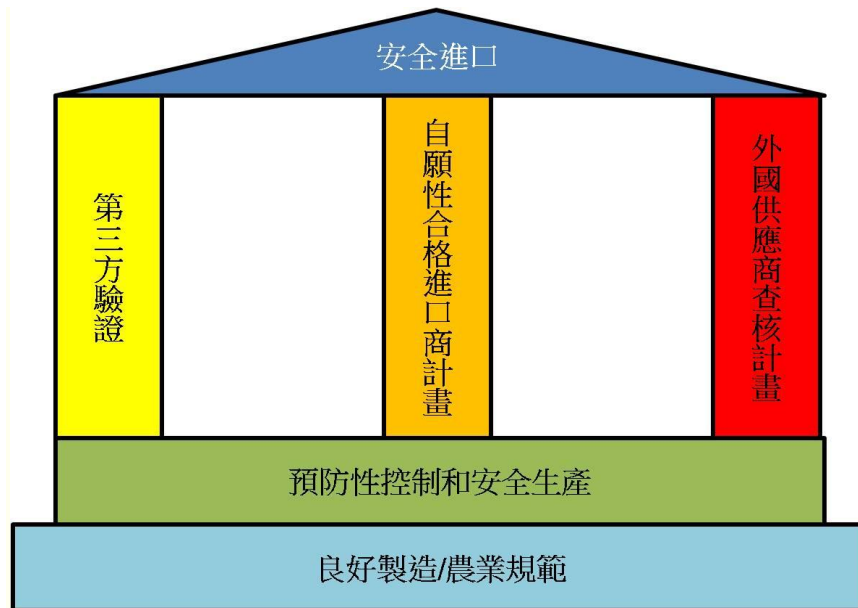 安全進口
第三方驗證
自願性合格進口商計畫
外國供應商查核計畫
預防性控制和安全生產
良好製造/農業規範